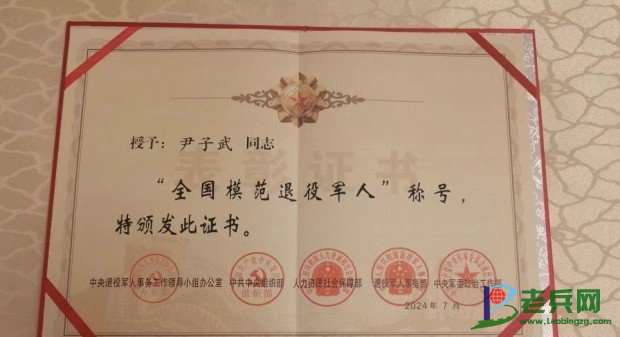 授予：尹子武 同志
“全国模范退役军人”称号，
特颁发此证书。
中央退役军人事务工作领导小组办公室 中共中央组织部 人力资源社会保障部 退役军人事务部 中央军委政治工作部
2024年7月
老兵网
www.laobingzg.com